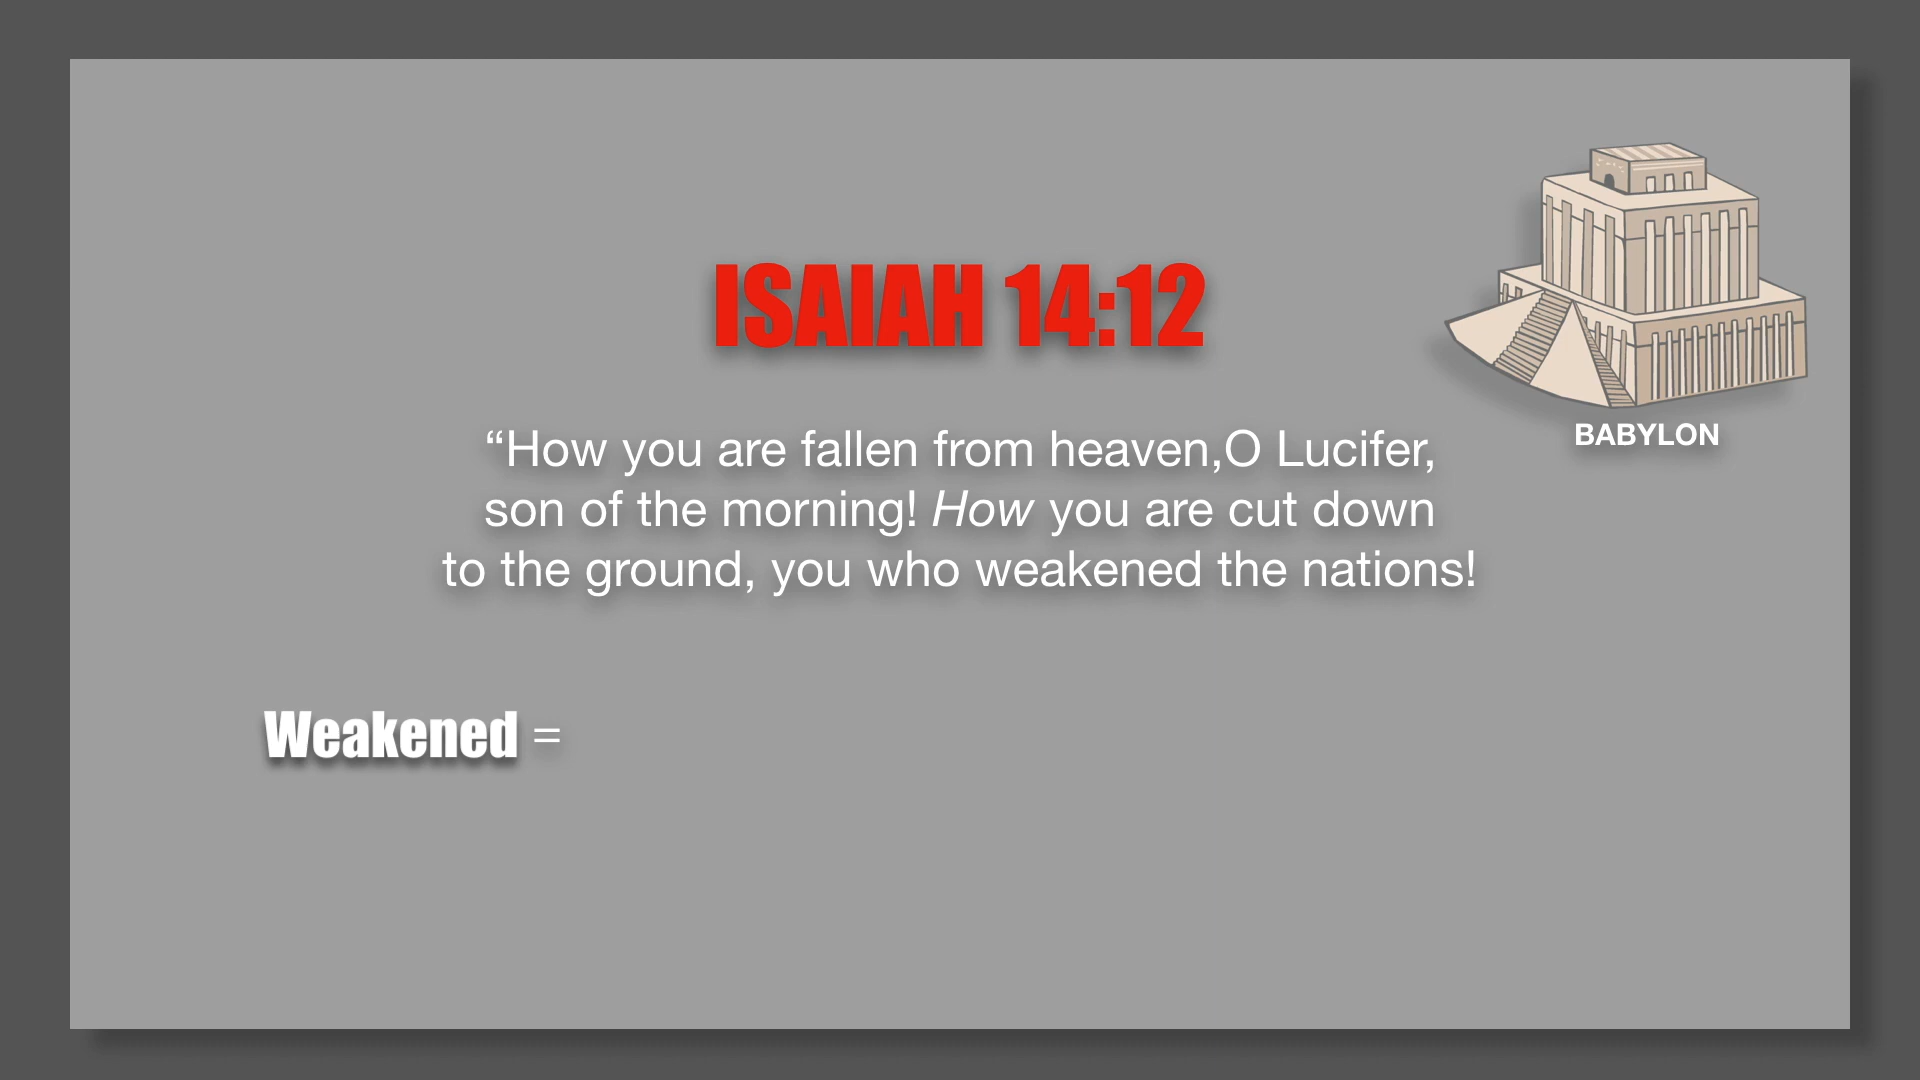 ISAIAH 14:12
“How you are fallen from heaven,O Lucifer,
son of the morning! How you are cut down
to the ground, you who weakened the nations!
BABYLON
Weakened =